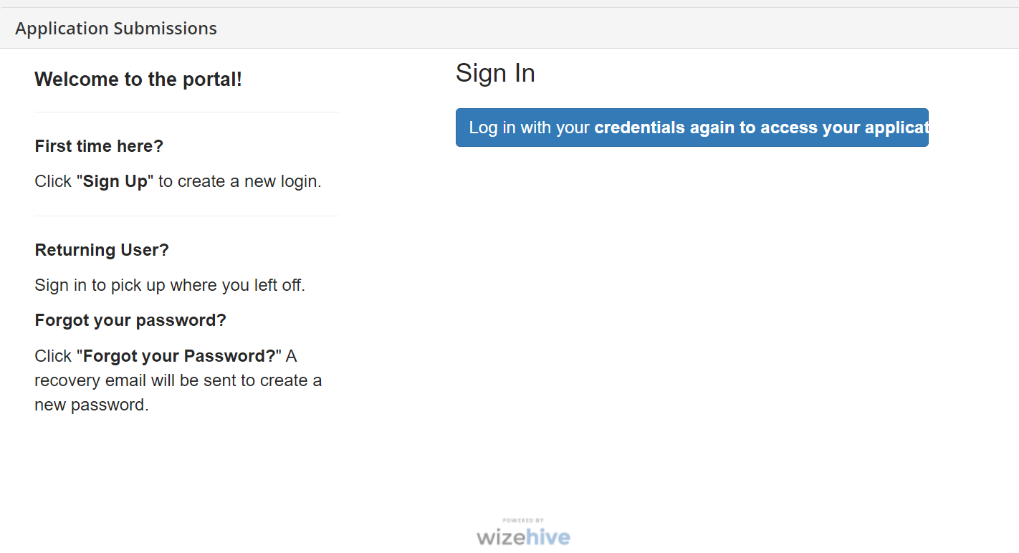 Application Submissions
Welcome to the portal!
First time here?
Click "Sign Up" to create a new login.
Returning User?
Sign in to pick up where you left off.
Forgot your password?
Click "Forgot your Password?" A
recovery email will be sent to create a
new password.
Sign In
Log in with your credentials again to access your applicat
POWERED BY
wizehive